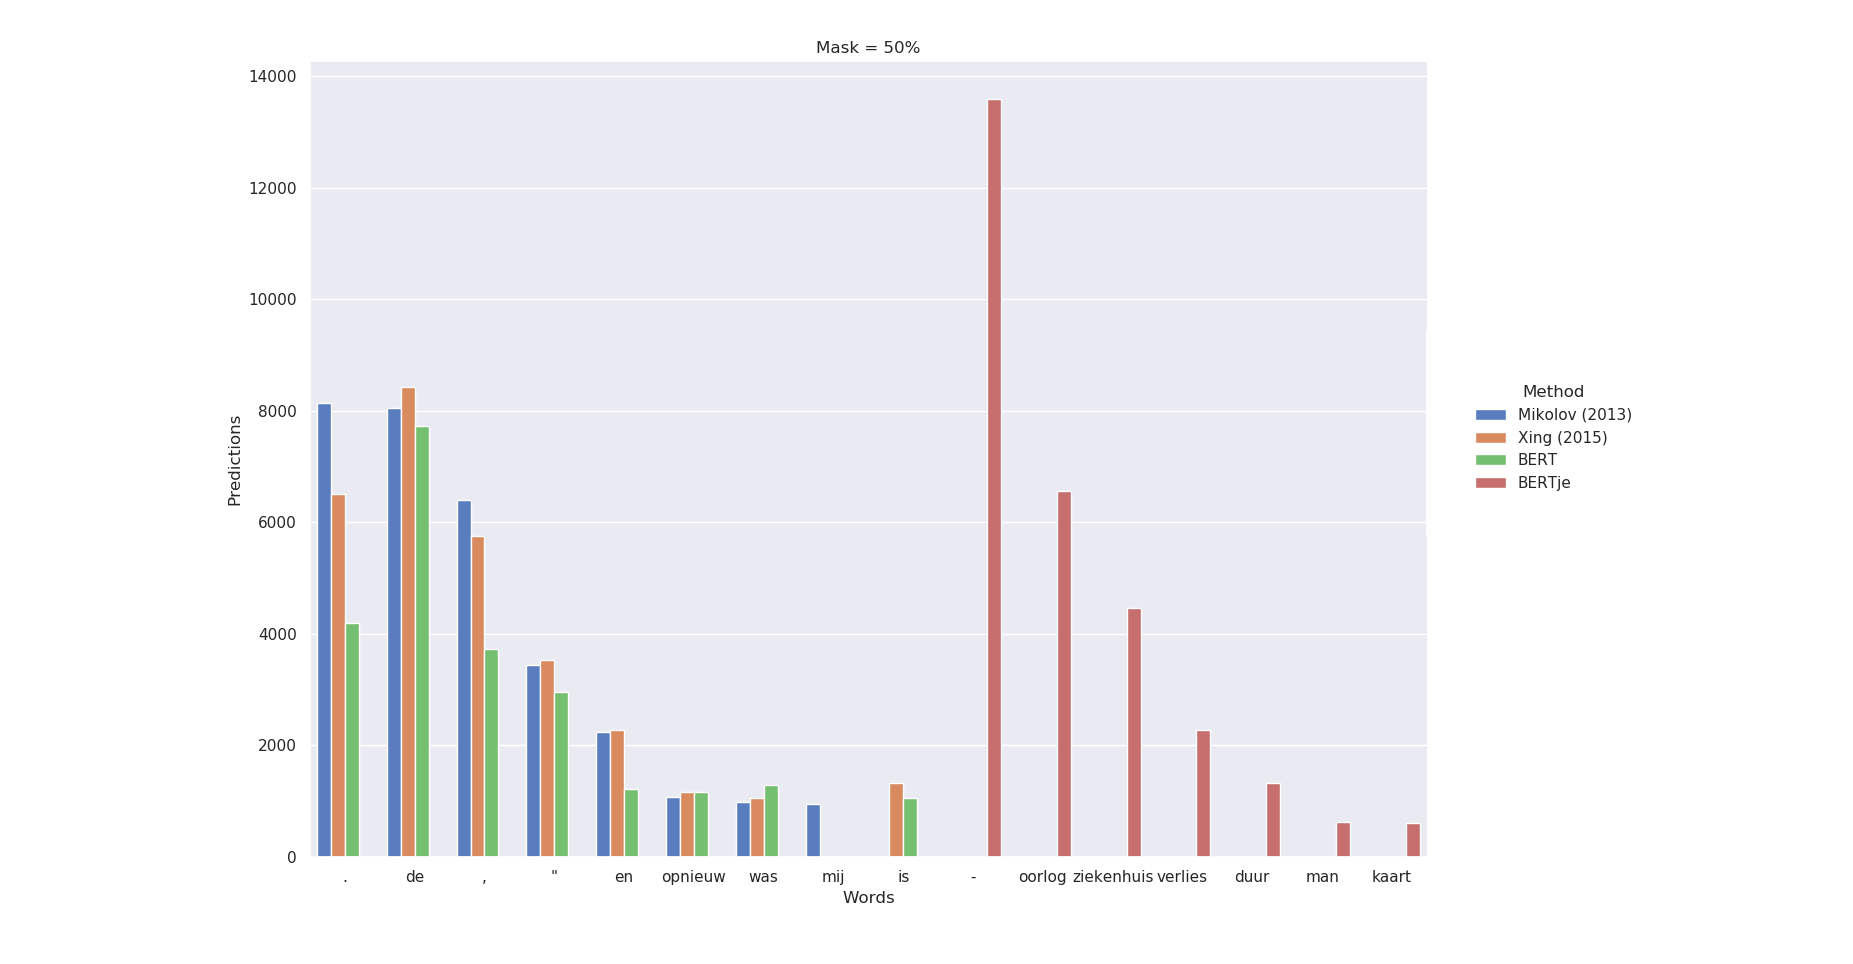 Mask = 50%
14000
12000
10000
8000
6000
4000
2000
0
Predictions
. de , " en opnieuw was mij is - oorlog ziekenhuis verlies duur man kaart
Words
Method
Mikolov (2013)
Xing (2015)
BERT
BERTje